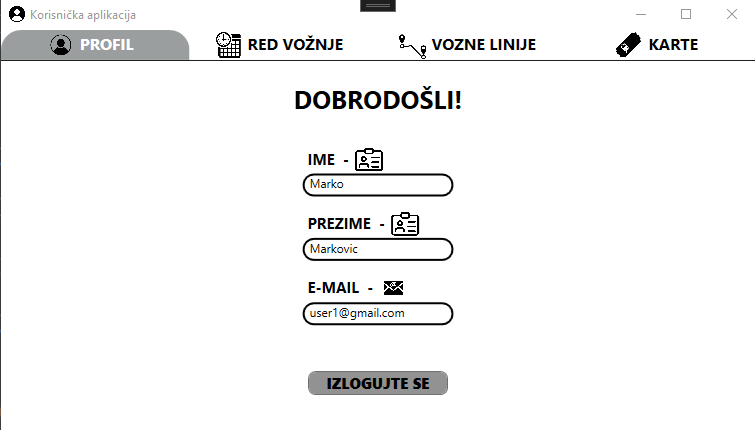 Korisnička aplikacija
PROFIL RED VOŽNJE VOZNE LINIJE KARTE
DOBRODOŠLI!
IME -
Marko
PREZIME -
Markovic
E-MAIL -
user1@gmail.com
IZLOGUJTE SE